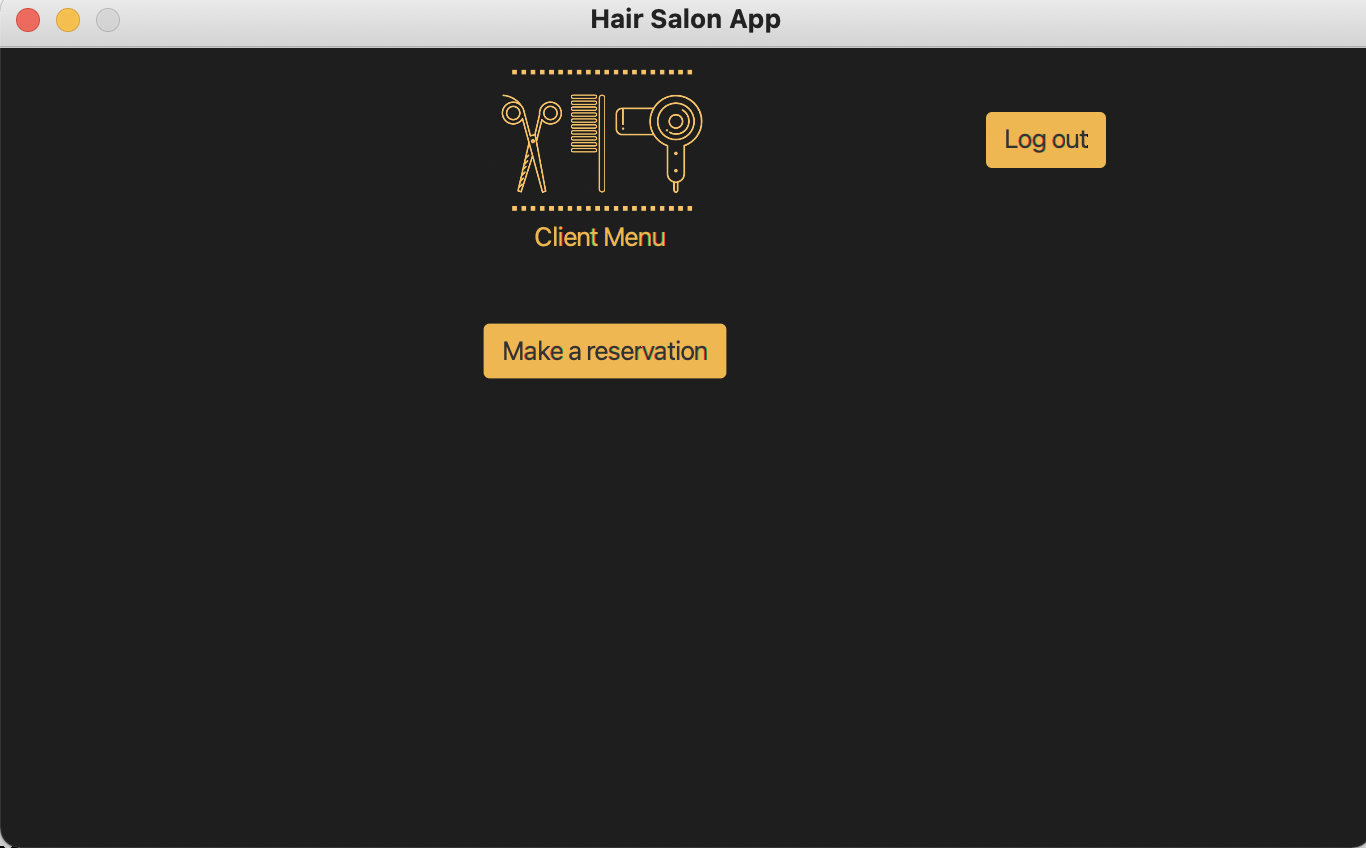 Hair Salon App
Log out
Client Menu
Make a reservation